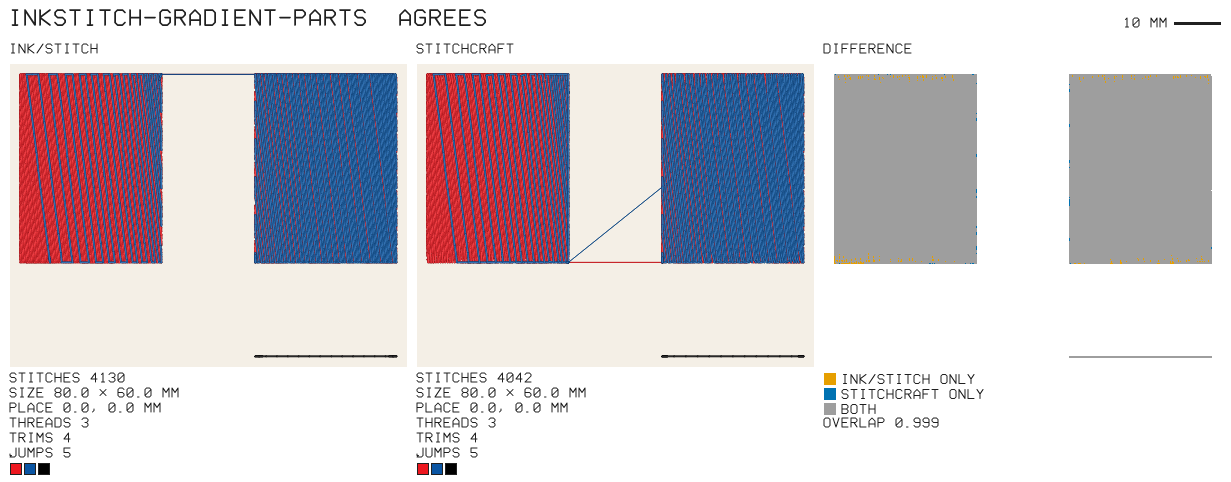 INKSTITCH-GRADIENT-PARTS AGREES
10 MM
INK/STITCH
STITCHCRAFT
DIFFERENCE
STITCHES 4130
SIZE 80.0 × 60.0 MM
PLACE 0.0, 0.0 MM
THREADS 3
TRIMS 4
JUMPS 5
STITCHES 4042
SIZE 80.0 × 60.0 MM
PLACE 0.0, 0.0 MM
THREADS 3
TRIMS 4
JUMPS 5
INK/STITCH ONLY
STITCHCRAFT ONLY
BOTH
OVERLAP 0.999